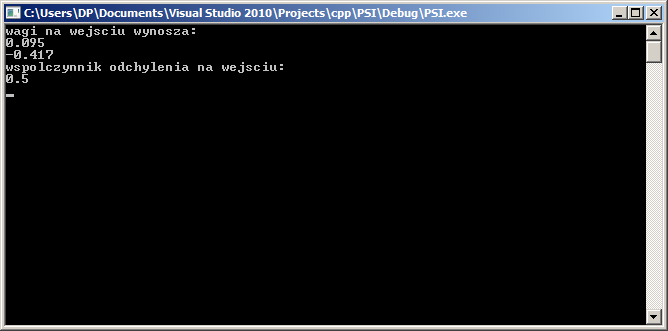 C:\Users\DP\Documents\Visual Studio 2010\Projects\cpp\PSI\Debug\PSI.exe
wagi na wejsciu wynosza:
0.095
-0.417
wspolczynnik odchylenia na wejsciu:
0.5